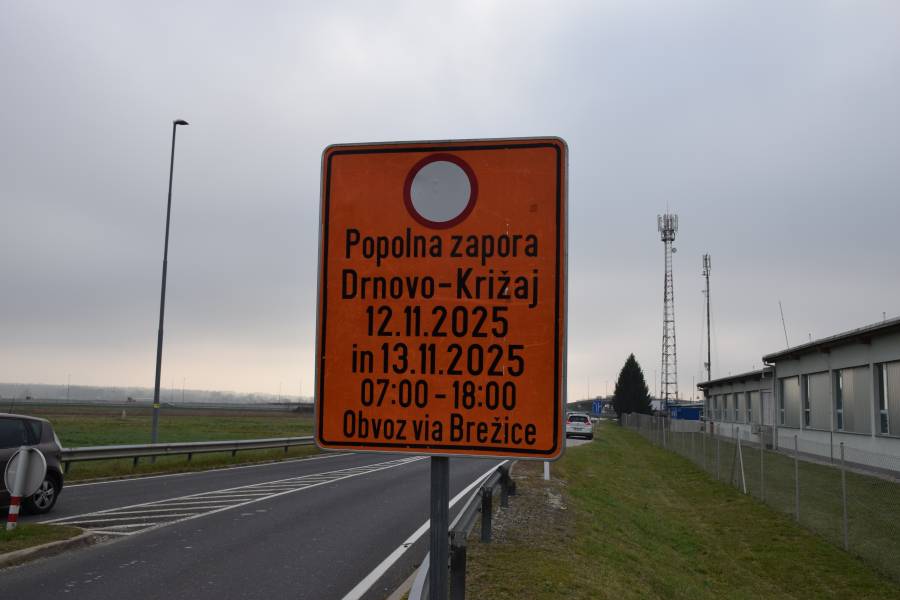 Popolna zapora
Drnovo-Križaj
12.11.2025
in 13.11.2025
07:00-18:00
Obvoz via Brežice